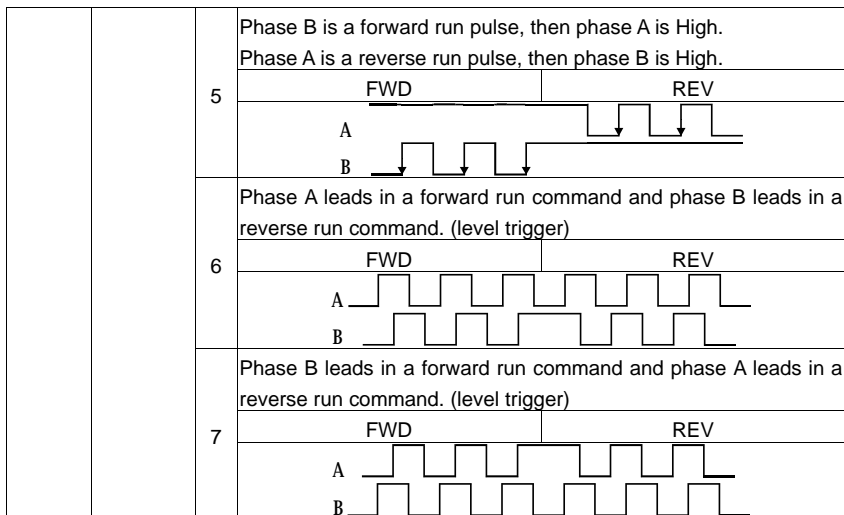 Phase B is a forward run pulse, then phase A is High.
Phase A is a reverse run pulse, then phase B is High.
5
FWD REV
A
B
Phase A leads in a forward run command and phase B leads in a
reverse run command. (level trigger)
6
FWD REV
A
B
Phase B leads in a forward run command and phase A leads in a
reverse run command. (level trigger)
7
FWD REV
A
B